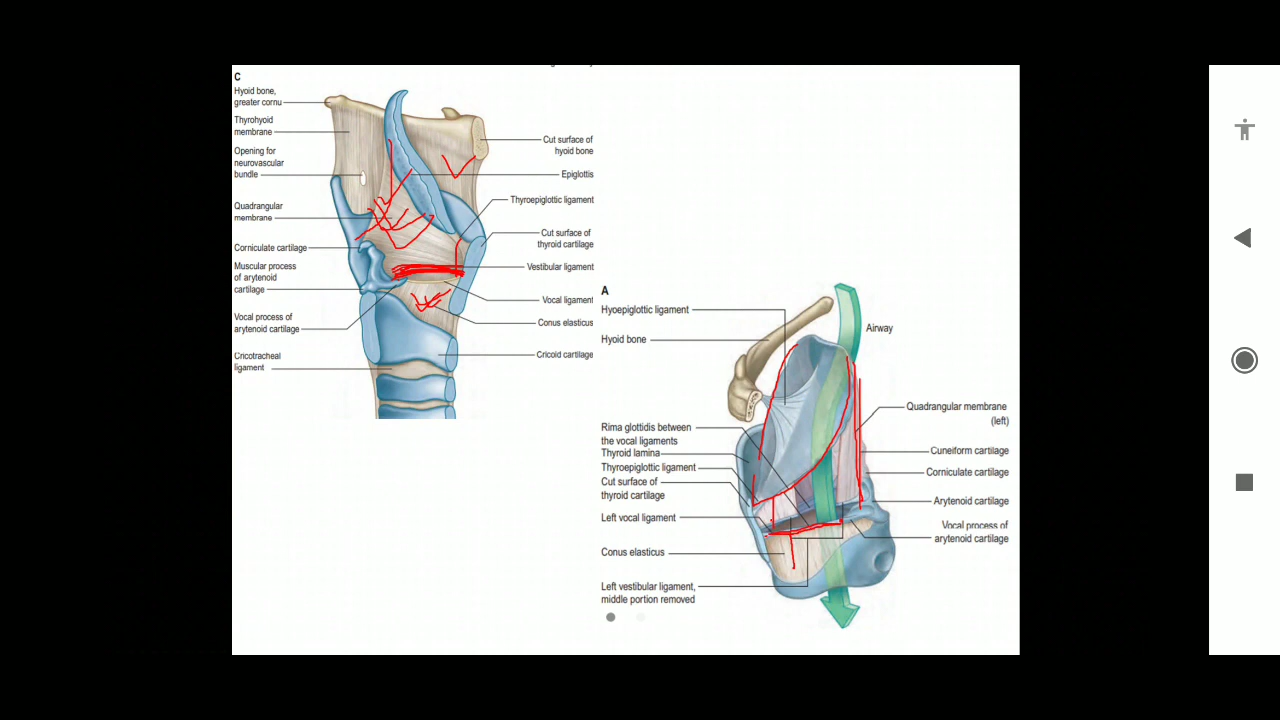 C
Hyoid bone,
greater cornu
Thyrohyoid
membrane
Opening for
neurovascular
bundle
Quadrangular
membrane
Corniculate cartilage
Muscular process
of arytenoid
cartilage
Vocal process of
arytenoid cartilage
Cricotracheal
ligament
Cut surface of
hyoid bone
Epiglottis
Thyroepiglottic ligament
Cut surface of
thyroid cartilage
Vestibular ligament
Vocal ligament
Conus elasticus
Cricoid cartilage
A
Hyoepiglottic ligament
Hyoid bone
Rima glottidis between
the vocal ligaments
Thyroid lamina
Thyroepiglottic ligament
Cut surface of
thyroid cartilage
Left vocal ligament
Conus elasticus
Left vestibular ligament,
middle portion removed
Airway
Quadrangular membrane
(left)
Cuneiform cartilage
Corniculate cartilage
Arytenoid cartilage
Vocal process of
arytenoid cartilage